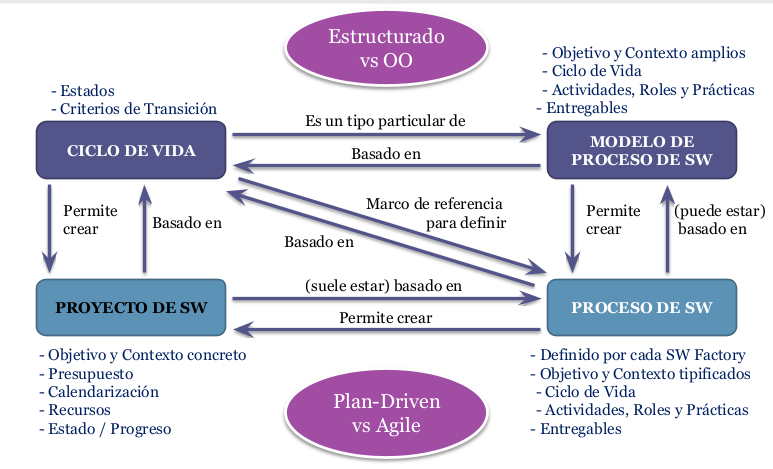 Estructurado
vs OO
- Estados
- Criterios de Transición
- Objetivo y Contexto amplios
- Ciclo de Vida
- Actividades, Roles y Prácticas
- Entregables
CICLO DE VIDA
Es un tipo particular de
Basado en
MODELO DE
PROCESO DE SW
Permite
crear
Basado en
Marco de referencia
para definir
Basado en
Permite
crear
(puede estar)
basado en
PROYECTO DE SW
(suele estar) basado en
Permite crear
PROCESO DE SW
- Objetivo y Contexto concreto
- Presupuesto
- Calendarización
- Recursos
- Estado / Progreso
Plan-Driven
vs Agile
- Definido por cada SW Factory
- Objetivo y Contexto tipificados
- Ciclo de Vida
- Actividades, Roles y Prácticas
- Entregables